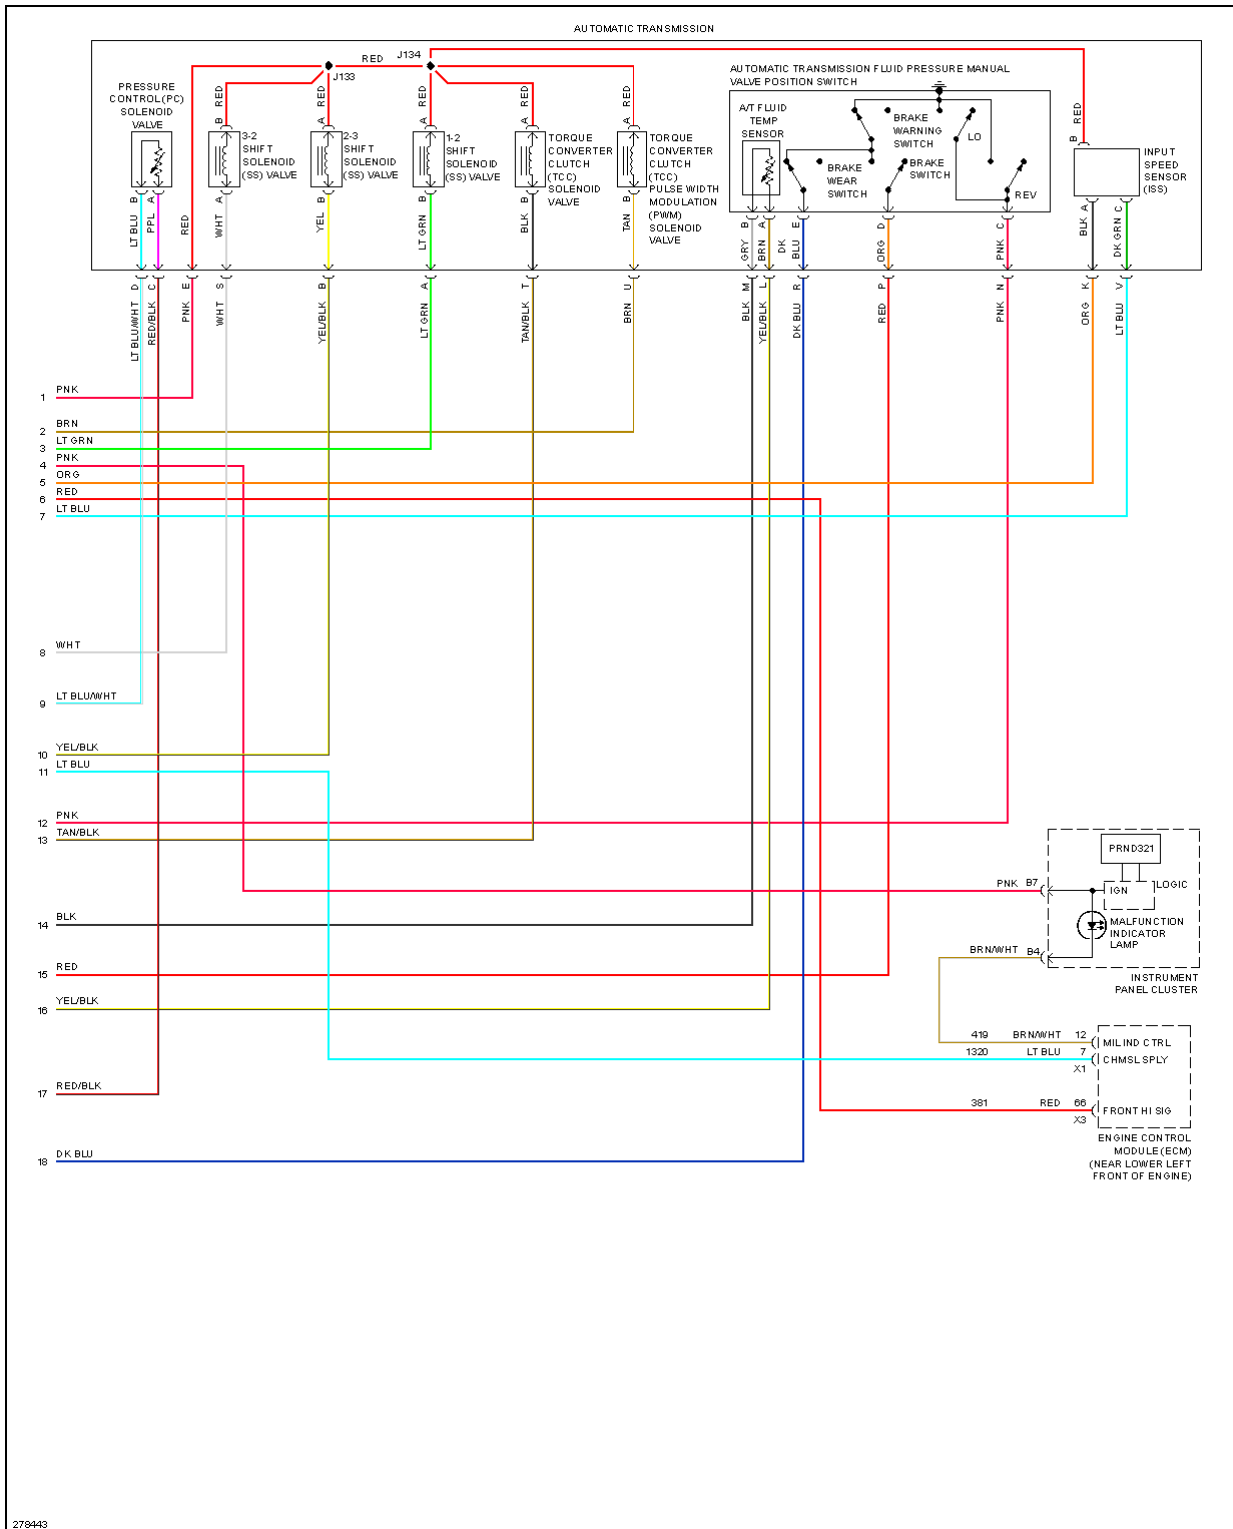 AUTOMATIC TRANSMISSION
RED
J134
J133
PRESSURE
CONTROL(PC)
SOLENOID
VALVE
B RED
A RED
A RED
A RED
A RED
B RED
AUTOMATIC TRANSMISSION FLUID PRESSURE MANUAL
VALVE POSITION SWITCH
A/T FLUID
TEMP
SENSOR
BRAKE
WARNING
SWITCH
LO
BRAKE
WEAR
SWITCH
BRAKE
SWITCH
REV
3-2
SHIFT
SOLENOID
(SS) VALVE
2-3
SHIFT
SOLENOID
(SS) VALVE
1-2
SHIFT
SOLENOID
(SS) VALVE
TORQUE
CONVERTER
CLUTCH
(TCC)
SOLENOID
VALVE
TORQUE
CONVERTER
CLUTCH
(TCC)
PULSE WIDTH
MODULATION
(PWM)
SOLENOID
VALVE
INPUT
SPEED
SENSOR
(ISS)
LT BLU B
PPL A
RED
WHT A
YEL B
LT GRN B
BLK B
TAN B
GRY B
BRN A
DK
BLU E
ORG D
PNK C
BLK A
DK GRN C
LT BLU/WHT D
RED/BLK C
PNK E
WHT S
YEL/BLK B
LT GRN A
TAN/BLK T
BRN U
BLK M
YEL/BLK L
DK BLU R
RED P
PNK N
ORG K
LT BLU V
1 PNK
2 BRN
3 LT GRN
4 PNK
5 ORG
6 RED
7 LT BLU
8 WHT
9 LT BLU/WHT
10 YEL/BLK
11 LT BLU
12 PNK
13 TAN/BLK
PRND321
PNK B7
IGN
LOGIC
14 BLK
MALFUNCTION
INDICATOR
LAMP
BRN/WHT B4
15 RED
INSTRUMENT
PANEL CLUSTER
16 YEL/BLK
419 BRN/WHT 12 MIL IND CTRL
1320 LT BLU 7 CHMSL SPLY
X1
17 RED/BLK
381 RED 66 FRONT HI SIG
X3
ENGINE CONTROL
MODULE(ECM)
(NEAR LOWER LEFT
FRONT OF ENGINE)
18 DK BLU
278443